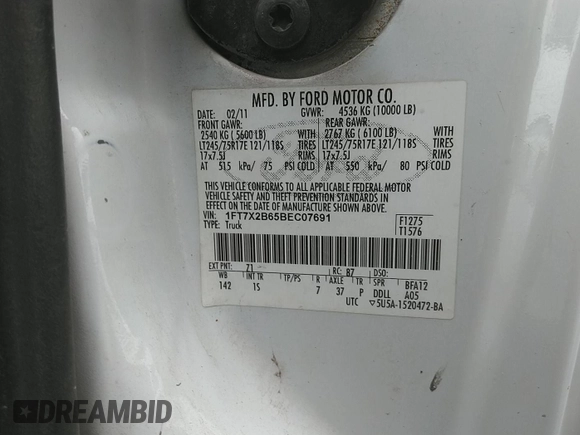 MFD. BY FORD MOTOR CO.
DATE: 02/11 GVWR: 4536 KG (10000 LB)
FRONT GAWR: REAR GAWR:
2540 KG ( 5600 LB) WITH 2767 KG ( 6100 LB) WITH
LT245/75R17E 121/118S TIRES LT245/75R17E 121/118S TIRES
17x7.5J RIMS 17x7.5J RIMS
AT 515 kPa/ 75 PSI COLD AT 550 kPa/ 80 PSI COLD
THIS VEHICLE CONFORMS TO ALL APPLICABLE FEDERAL MOTOR
VEHICLE SAFETY AND THEFT PREVENTION STANDARDS IN
EFFECT ON THE DATE OF MANUFACTURE SHOWN ABOVE.
VIN: 1FT7X2B65BEC07691 F1275
TYPE: Truck T1576
EXT PNT: Z1 RC: B7 DSO:
WB INT TR TP/PS R AXLE TR SPR BFA12
142 1S 7 37 P DDLL A05
UTC ▽5U5A-1520472-BA
DREAMBID